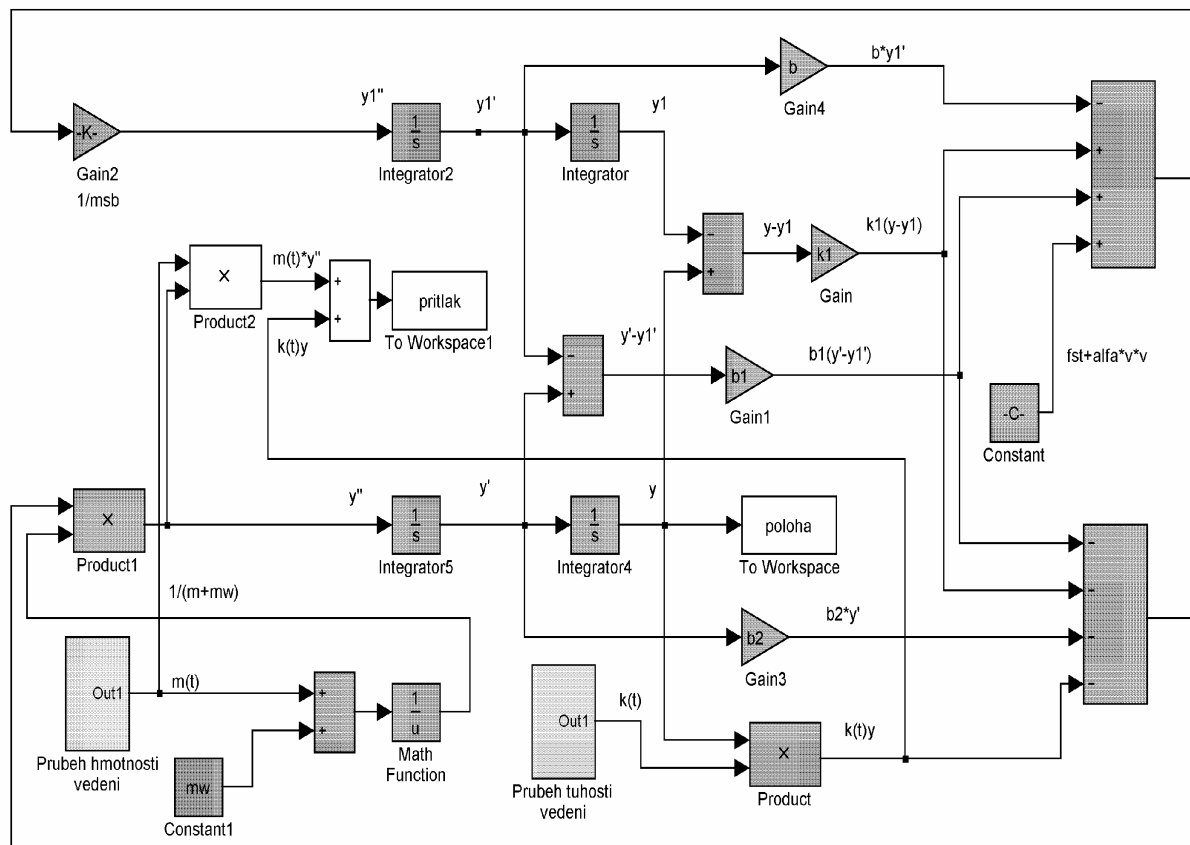 b*y1'
b
Gain4
y1"
y1'
y1
-K-
1
s
1
s
Gain2
Integrator2
Integrator
1/msb
−
+
+
+
m(t)*y"
−
+
y-y1
k1
k1(y-y1)
Gain
X
Product2
+
+
pritlak
To Workspace1
k(t)y
y'-y1'
−
+
b1
b1(y'-y1')
Gain1
fst+alfa*v*v
-C-
Constant
y"
y'
y
X
Product1
1
s
Integrator5
1
s
Integrator4
poloha
To Workspace
−
−
−
−
1/(m+mw)
b2
b2*y'
Gain3
Out1
m(t)
+
+
1
u
Math
Function
Prubeh hmotnosti
vedeni
mw
Constant1
Out1
k(t)
Prubeh tuhosti
vedeni
X
Product
k(t)y